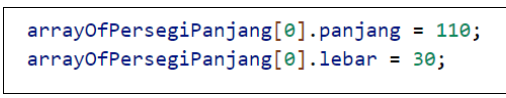 arrayOfPersegiPanjang[0].panjang = 110;
arrayOfPersegiPanjang[0].lebar = 30;